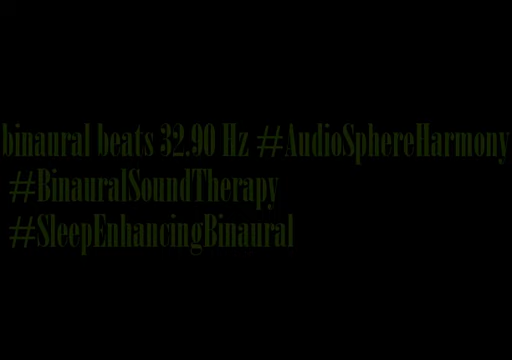 binaural beats 32.90 Hz #AudioSphereHarmony
#BinauralSoundTherapy
#SleepEnhancingBinaural